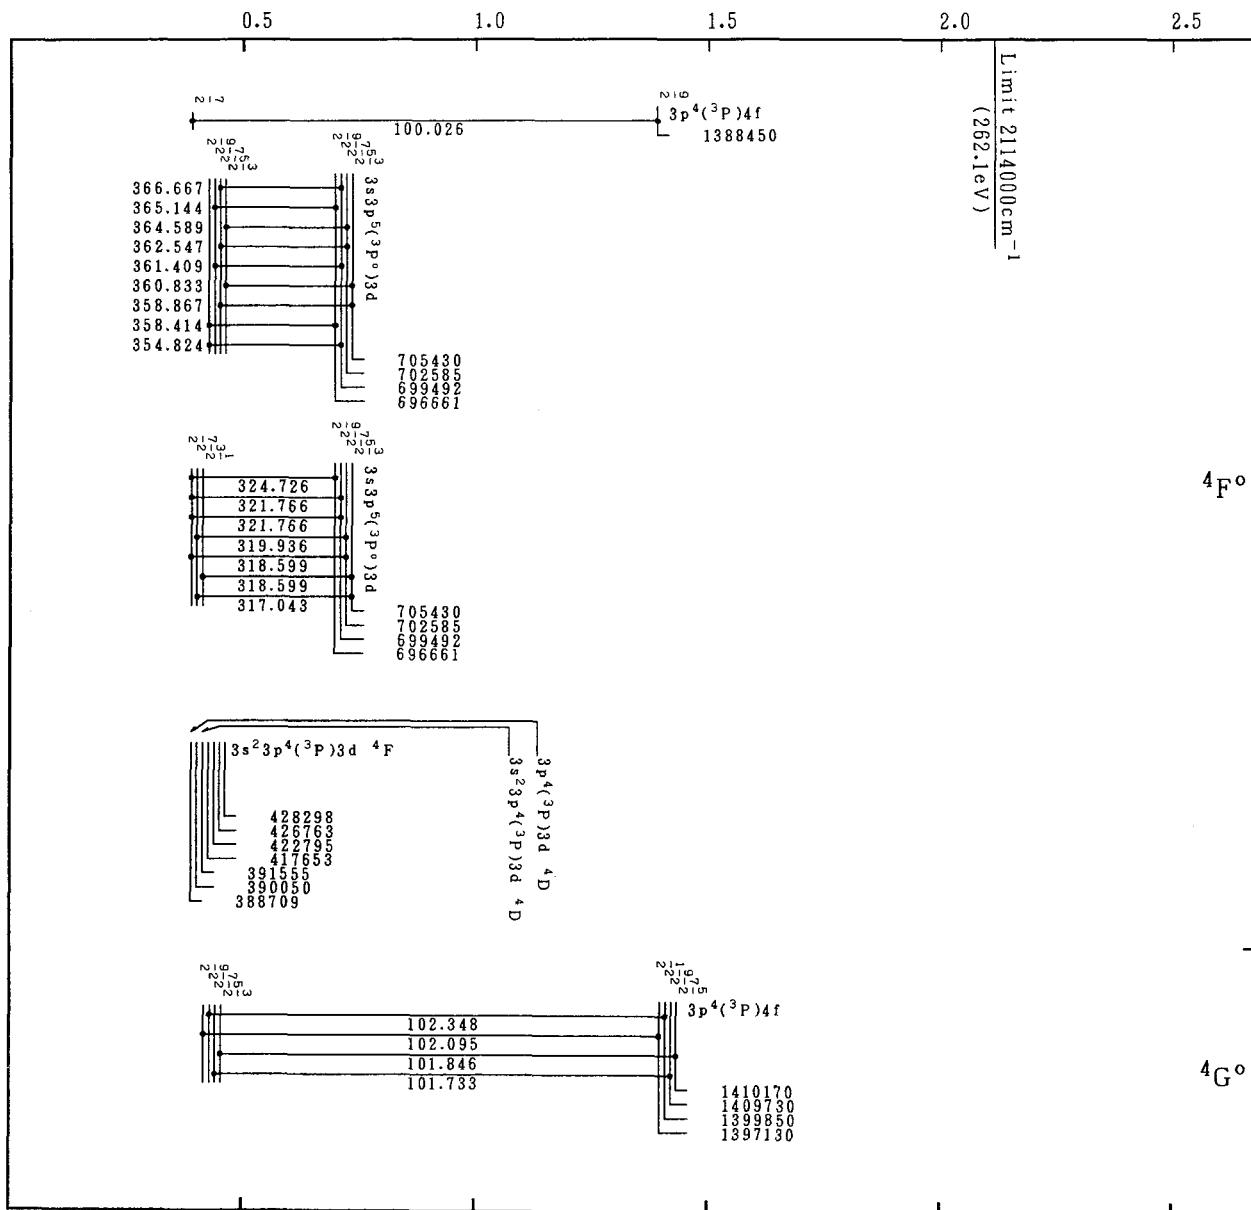 0.5 1.0 1.5 2.0 2.5
Limit 2114000cm⁻¹
(262.1eV)
7/2 9/2
3p⁴(³P)4f
100.026
1388450
9/2 7/2 5/2 3/2
9/2 7/2 5/2 3/2
3s3p⁵(³P°)3d
366.667
365.144
364.589
362.547
361.409
360.833
358.867
358.414
354.824
705430
702585
699492
696661
7/2 3/2 1/2
9/2 7/2 5/2 3/2
3s3p⁵(³P°)3d
⁴F°
324.726
321.766
321.766
319.936
318.599
318.599
317.043
705430
702585
699492
696661
3s²3p⁴(³P)3d ⁴F
3s²3p⁴(³P)3d ⁴D
3p⁴(³P)3d ⁴D
428298
426763
422795
417653
391555
390050
388709
9/2 7/2 5/2 3/2
9/2 7/2 5/2
3p⁴(³P)4f
102.348
102.095
101.846
101.733
⁴G°
1410170
1409730
1399850
1397130